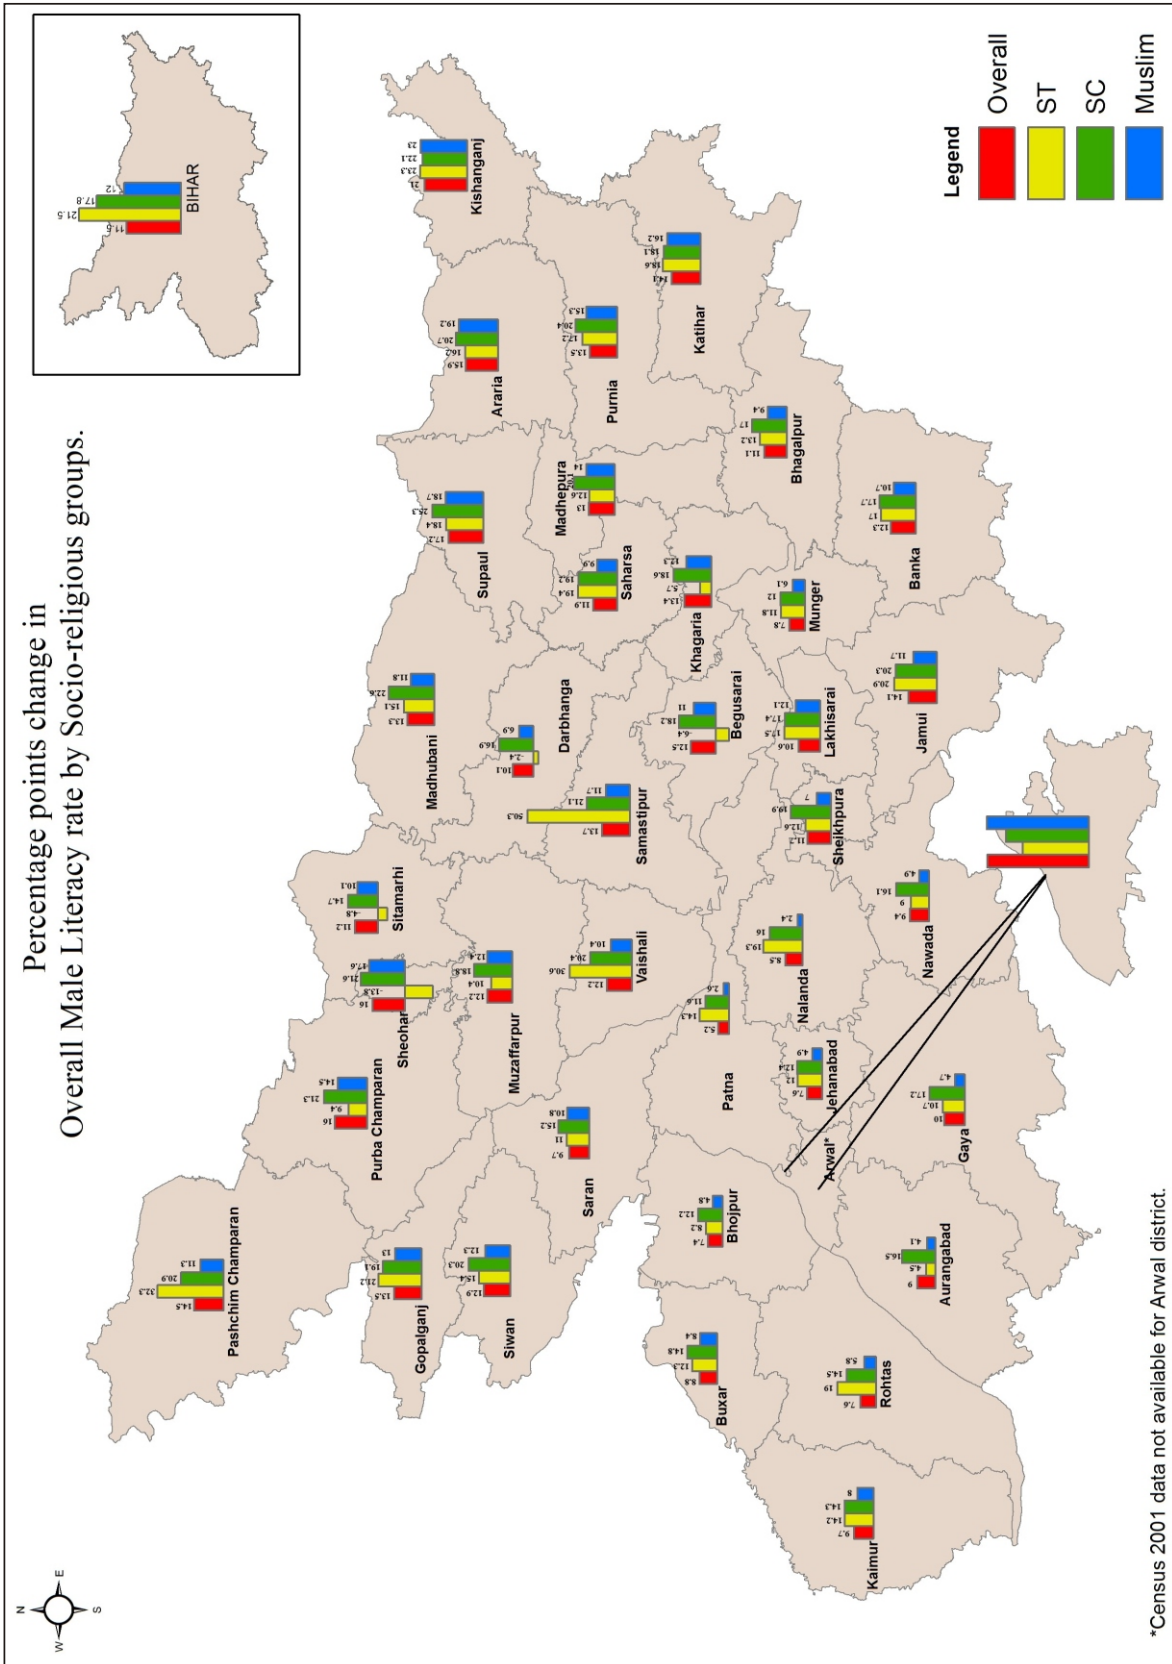 Percentage points change in
Overall Male Literacy rate by Socio-religious groups.
N
W E
S
BIHAR
11.5 21.5 17.8 12
Pashchim Champaran
14.5 32.3 20.9 11.3
Purba Champaran
16 9.4 21.3 14.5
Sheohar
16 -13.8 21.6 17.6
Sitamarhi
11.2 -4.8 14.7 10.1
Madhubani
13.3 15.1 22.6 11.8
Supaul
17.2 18.4 25.3 18.7
Araria
15.9 16.2 20.7 19.2
Kishanganj
21 23.3 22.1 23
Gopalganj
13.5 21.2 19.1 13
Siwan
12.9 15.4 20.3 12.3
Saran
9.7 11 15.2 10.8
Muzaffarpur
12.2 10.4 18.8 12.4
Vaishali
12.2 30.6 20.4 10.4
Darbhanga
10.1 -2.4 16.9 6.9
Samastipur
13.7 50.3 21.1 11.7
Saharsa
11.9 19.4 19.2 9.9
Madhepura
13 12.6 20.1 14
Purnia
13.5 17.2 20.4 15.3
Katihar
14.1 18.6 18.1 16.2
Khagaria
13.4 5.7 18.6 12.3
Begusarai
12.5 -6.4 18.2 11
Bhagalpur
11.1 13.2 17 9.4
Banka
12.3 17 17.7 10.7
Munger
7.8 11.8 12 6.1
Lakhisarai
10.6 17.5 17.4 12.1
Sheikhpura
11.2 12.6 19.9 7
Jamui
14.1 20.9 20.3 11.7
Patna
5.2 14.3 11.6 2.6
Nalanda
8.5 19.3 16 2.4
Nawada
9.4 9 16.1 4.9
Jehanabad
7.6 12 12.4 4.9
Arwal*
Gaya
10 10.7 17.2 4.7
Bhojpur
7.4 8.2 12.2 4.8
Buxar
8.8 12.3 14.8 8.4
Aurangabad
9 4.5 16.5 4.1
Rohtas
7.6 19 14.5 5.8
Kaimur
9.7 14.2 14.3 8
Legend
Overall
ST
SC
Muslim
*Census 2001 data not available for Arwal district.